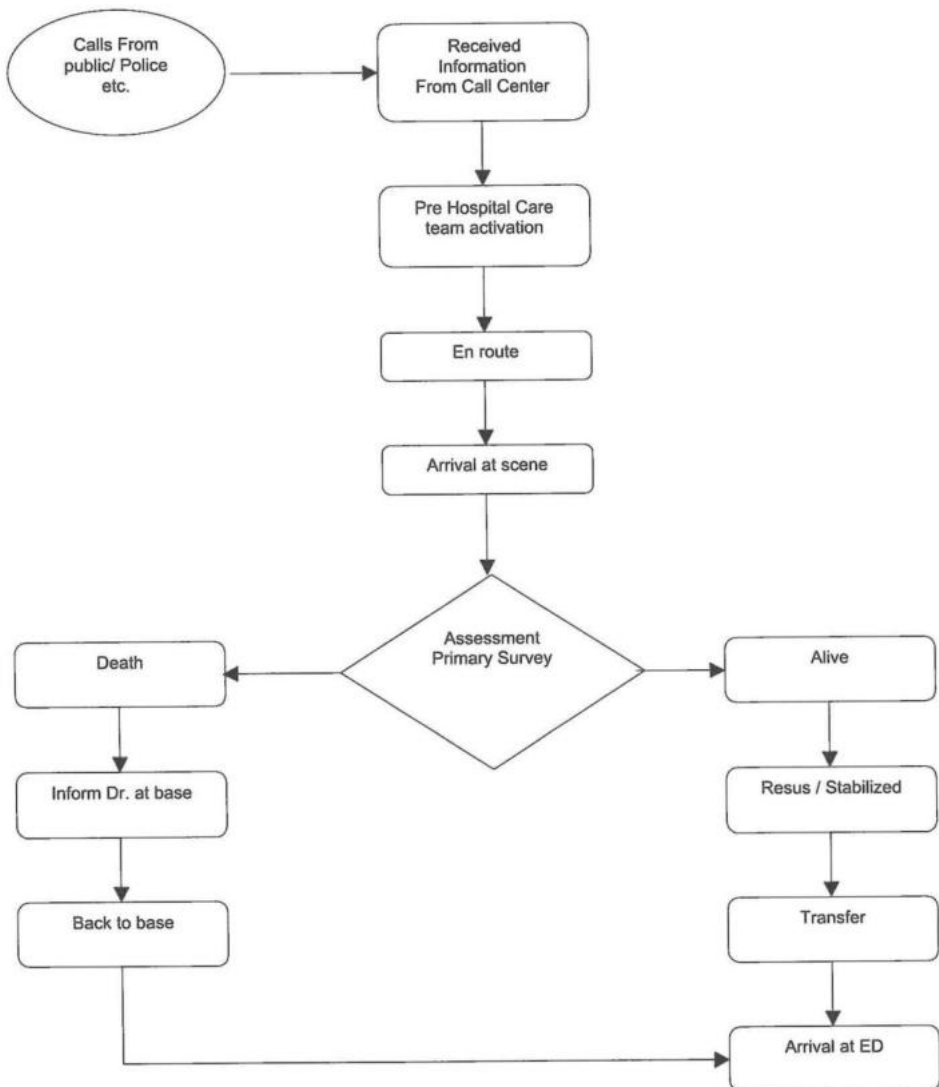 Calls From
public/ Police
etc.
Received
Information
From Call Center
Pre Hospital Care
team activation
En route
Arrival at scene
Assessment
Primary Survey
Death
Alive
Inform Dr. at base
Resus / Stabilized
Back to base
Transfer
Arrival at ED